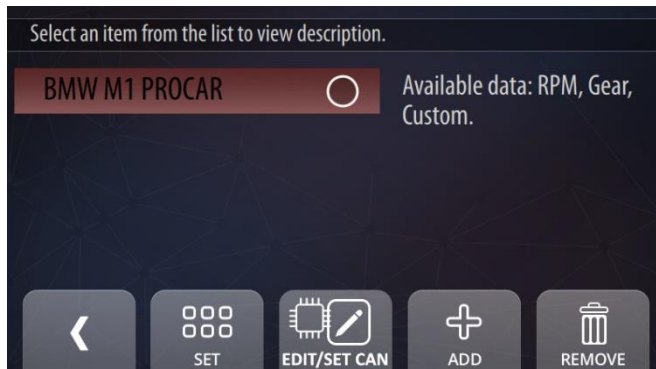 Select an item from the list to view description.
BMW M1 PROCAR
Available data: RPM, Gear,
Custom.
SET
EDIT/SET CAN
ADD
REMOVE